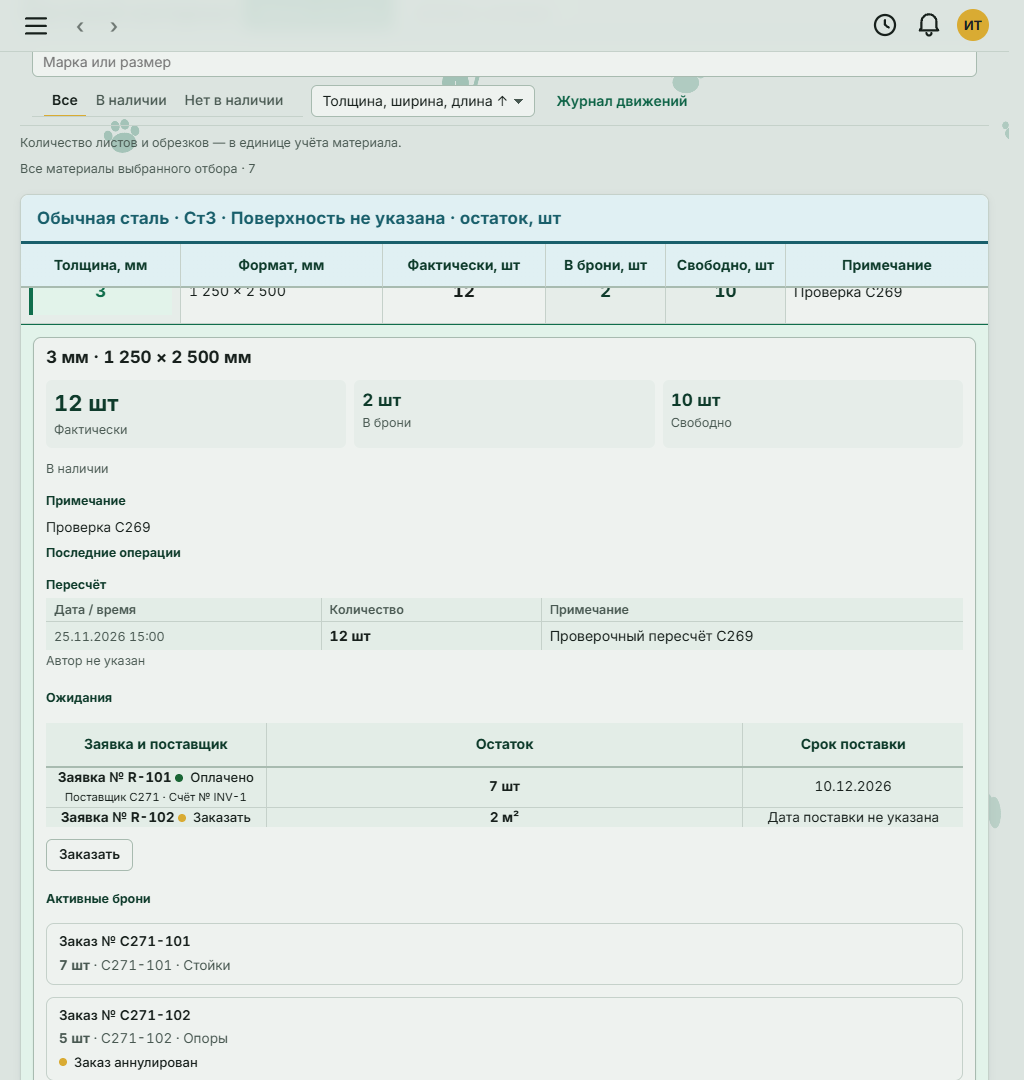 ИТ
Марка или размер
Все В наличии Нет в наличии Толщина, ширина, длина ↑ Журнал движений
Количество листов и обрезков — в единице учёта материала.
Все материалы выбранного отбора · 7
Обычная сталь · Ст3 · Поверхность не указана · остаток, шт
Толщина, мм Формат, мм Фактически, шт В брони, шт Свободно, шт Примечание
3 1 250 × 2 500 12 2 10 Проверка С269
3 мм · 1 250 × 2 500 мм
12 шт 2 шт 10 шт
Фактически В брони Свободно
В наличии
Примечание
Проверка С269
Последние операции
Пересчёт
Дата / время Количество Примечание
25.11.2026 15:00 12 шт Проверочный пересчёт С269
Автор не указан
Ожидания
Заявка и поставщик Остаток Срок поставки
Заявка № R-101 Оплачено 7 шт 10.12.2026
Поставщик С271 · Счёт № INV-1
Заявка № R-102 Заказать 2 м² Дата поставки не указана
Заказать
Активные брони
Заказ № С271-101
7 шт · С271-101 · Стойки
Заказ № С271-102
5 шт · С271-102 · Опоры
Заказ аннулирован